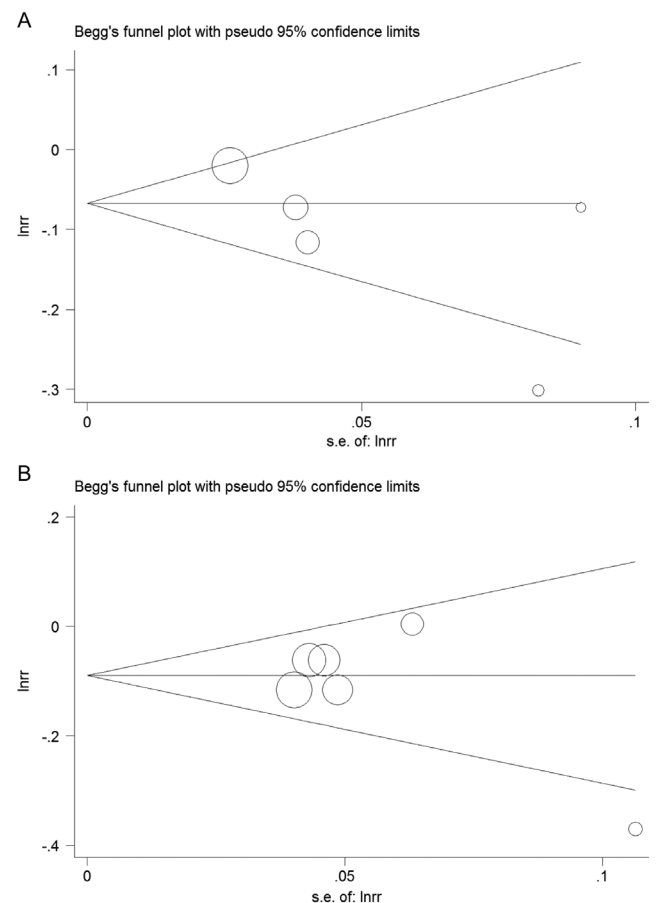 A
Begg's funnel plot with pseudo 95% confidence limits
.1
0
-.1
-.2
-.3
lnrr
0
.05
.1
s.e. of: lnrr
B
Begg's funnel plot with pseudo 95% confidence limits
.2
0
-.2
-.4
lnrr
0
.05
.1
s.e. of: lnrr